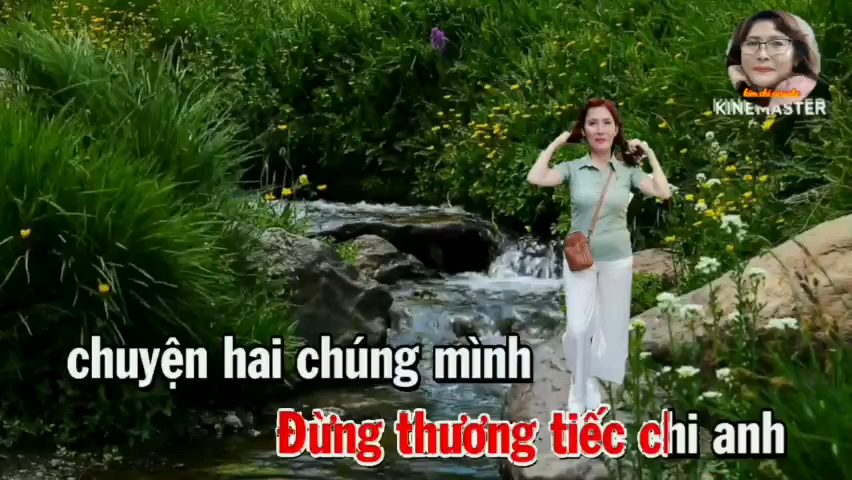 KINEMASTER
chuyện hai chúng mình
Đừng thương tiếc chi anh